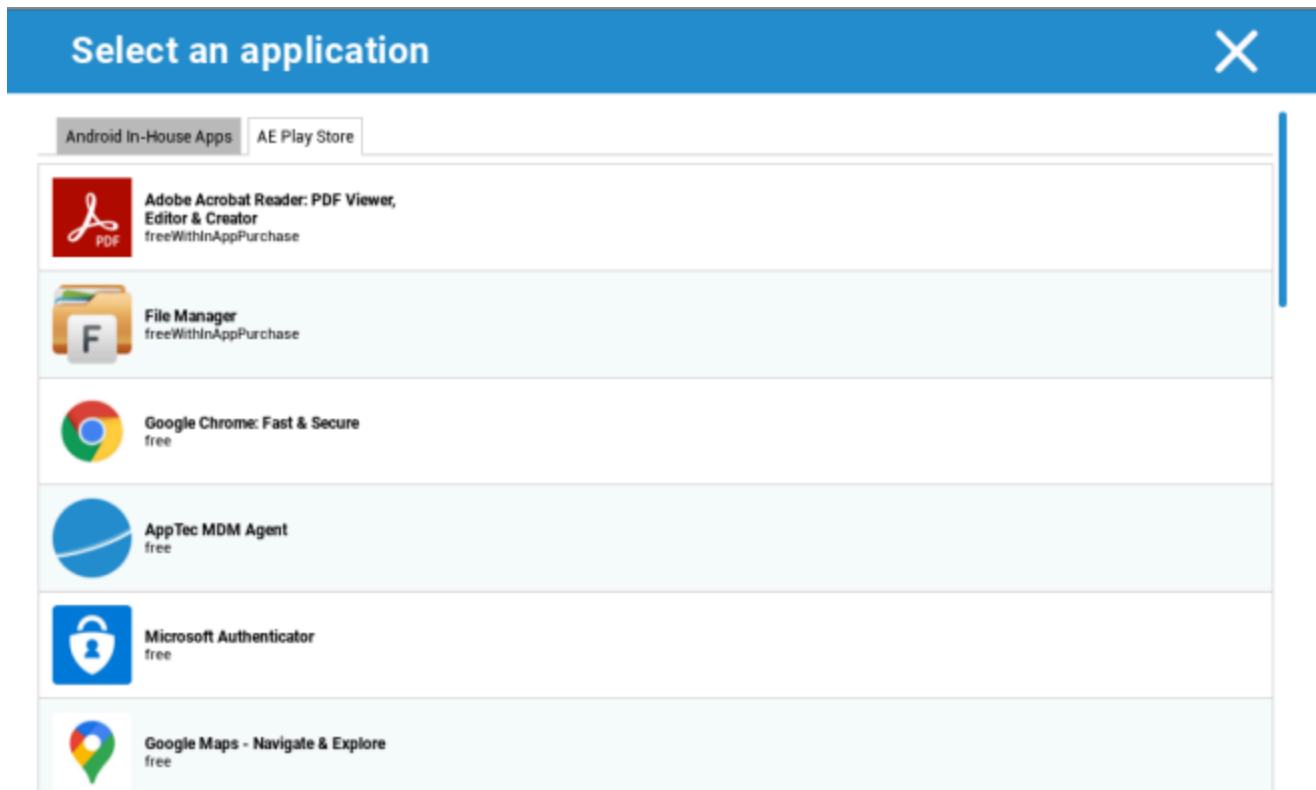 Select an application
Android In-House Apps
AE Play Store
PDF
Adobe Acrobat Reader: PDF Viewer,
Editor & Creator
freeWithInAppPurchase
F
File Manager
freeWithInAppPurchase
Google Chrome: Fast & Secure
free
AppTec MDM Agent
free
Microsoft Authenticator
free
Google Maps - Navigate & Explore
free